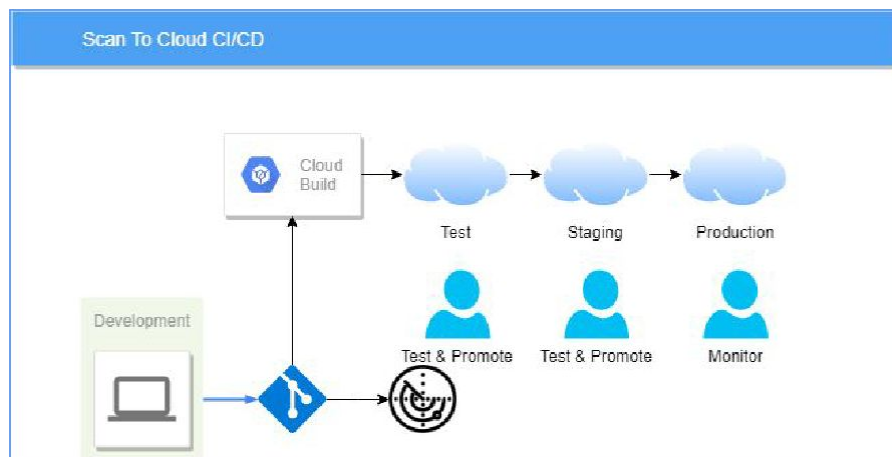 Scan To Cloud CI/CD
Cloud
Build
Test
Staging
Production
Development
Test & Promote
Test & Promote
Monitor